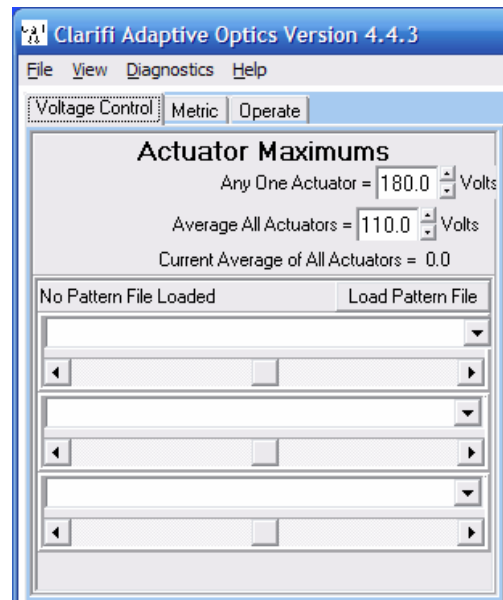 Clarifi Adaptive Optics Version 4.4.3
File View Diagnostics Help
Voltage Control Metric Operate
Actuator Maximums
Any One Actuator = 180.0 Volts
Average All Actuators = 110.0 Volts
Current Average of All Actuators = 0.0
No Pattern File Loaded Load Pattern File